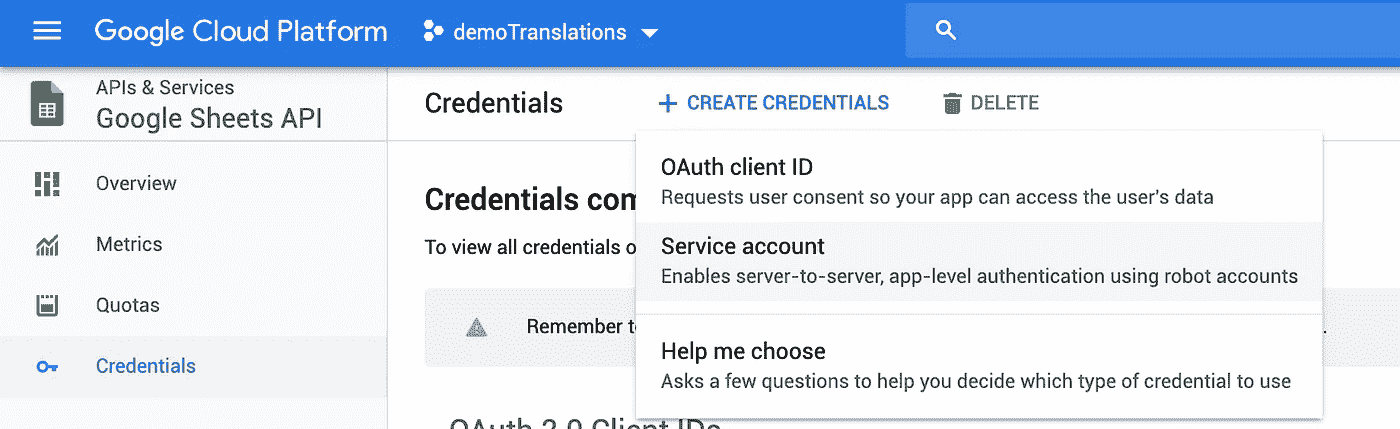 Google Cloud Platform
demoTranslations
APIs & Services
Google Sheets API
Overview
Metrics
Quotas
Credentials
Credentials
+ CREATE CREDENTIALS
DELETE
Credentials
To view all credentials
Remember
OAuth client ID
Requests user consent so your app can access the user's data
Service account
Enables server-to-server, app-level authentication using robot accounts
Help me choose
Asks a few questions to help you decide which type of credential to use
OAuth 2.0 Client IDs